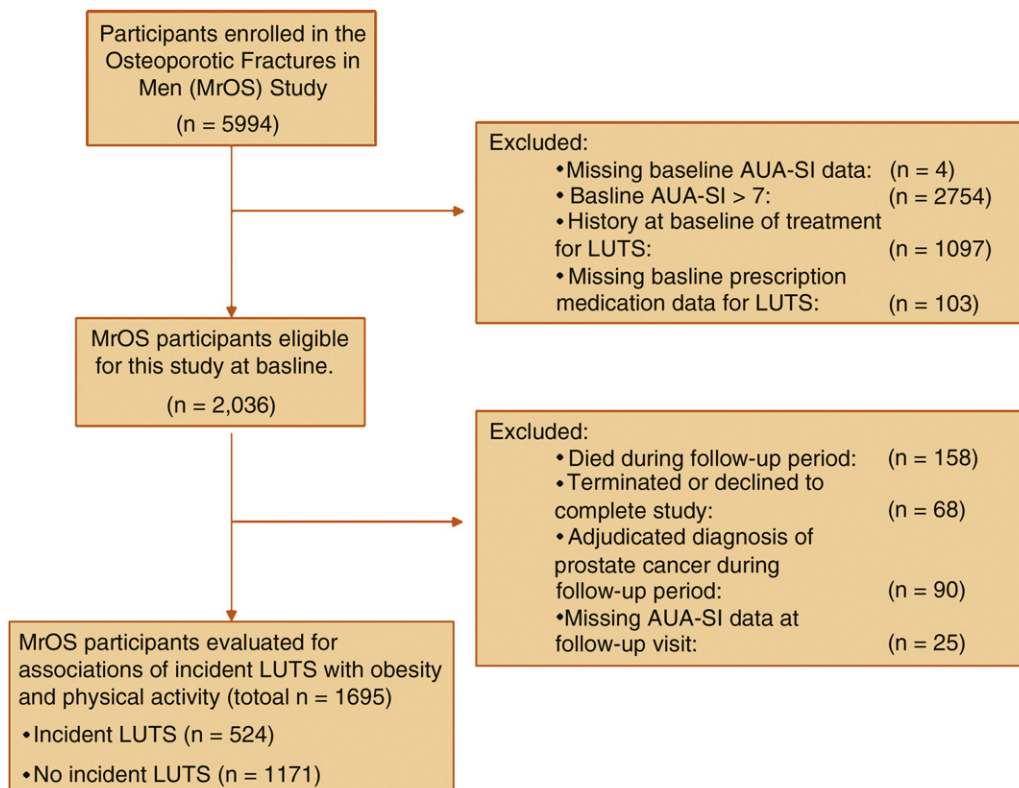 Participants enrolled in the
Osteoporotic Fractures in
Men (MrOS) Study
(n = 5994)
Excluded:
•Missing baseline AUA-SI data: (n = 4)
•Basline AUA-SI > 7: (n = 2754)
•History at baseline of treatment
for LUTS: (n = 1097)
•Missing basline prescription
medication data for LUTS: (n = 103)
MrOS participants eligible
for this study at basline.
(n = 2,036)
Excluded:
•Died during follow-up period: (n = 158)
•Terminated or declined to
complete study: (n = 68)
•Adjudicated diagnosis of
prostate cancer during
follow-up period: (n = 90)
•Missing AUA-SI data at
follow-up visit: (n = 25)
MrOS participants evaluated for
associations of incident LUTS with obesity
and physical activity (totoal n = 1695)
•Incident LUTS (n = 524)
•No incident LUTS (n = 1171)